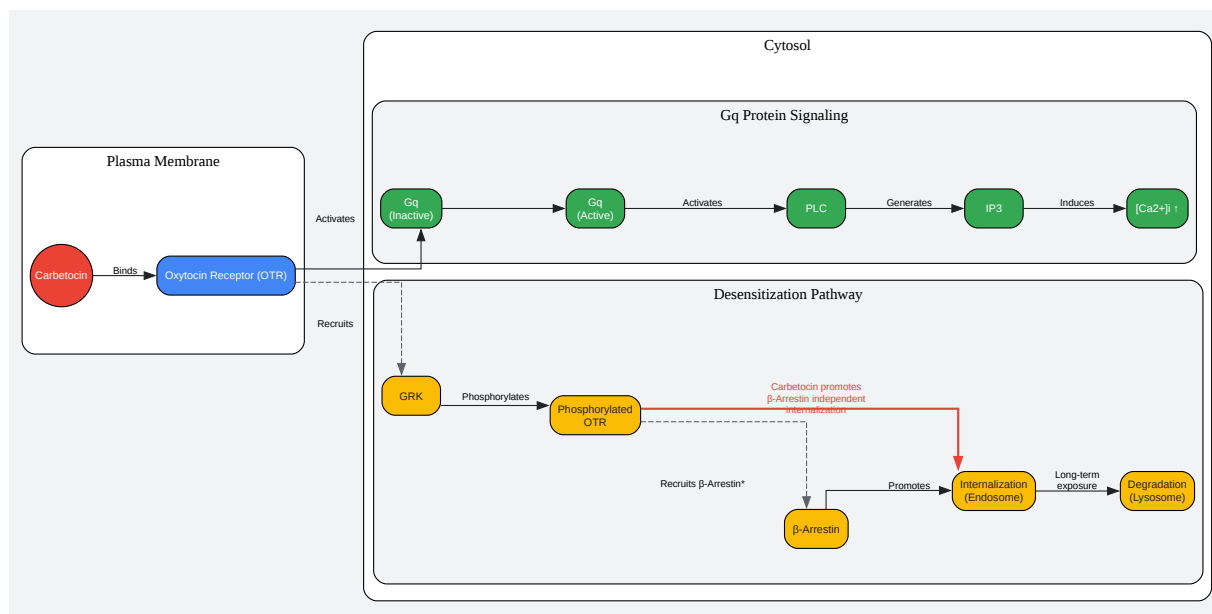 Cytosol
Gq Protein Signaling
Plasma Membrane
Gq
(Inactive)
Gq
(Active)
Activates
PLC
Generates
IP3
Induces
[Ca2+]i ↑
Activates
Carbetocin
Binds
Oxytocin Receptor (OTR)
Desensitization Pathway
Recruits
GRK
Phosphorylates
Phosphorylated
OTR
Carbetocin promotes
β-Arrestin independent
internalization
Recruits β-Arrestin*
β-Arrestin
Promotes
Internalization
(Endosome)
Long-term
exposure
Degradation
(Lysosome)